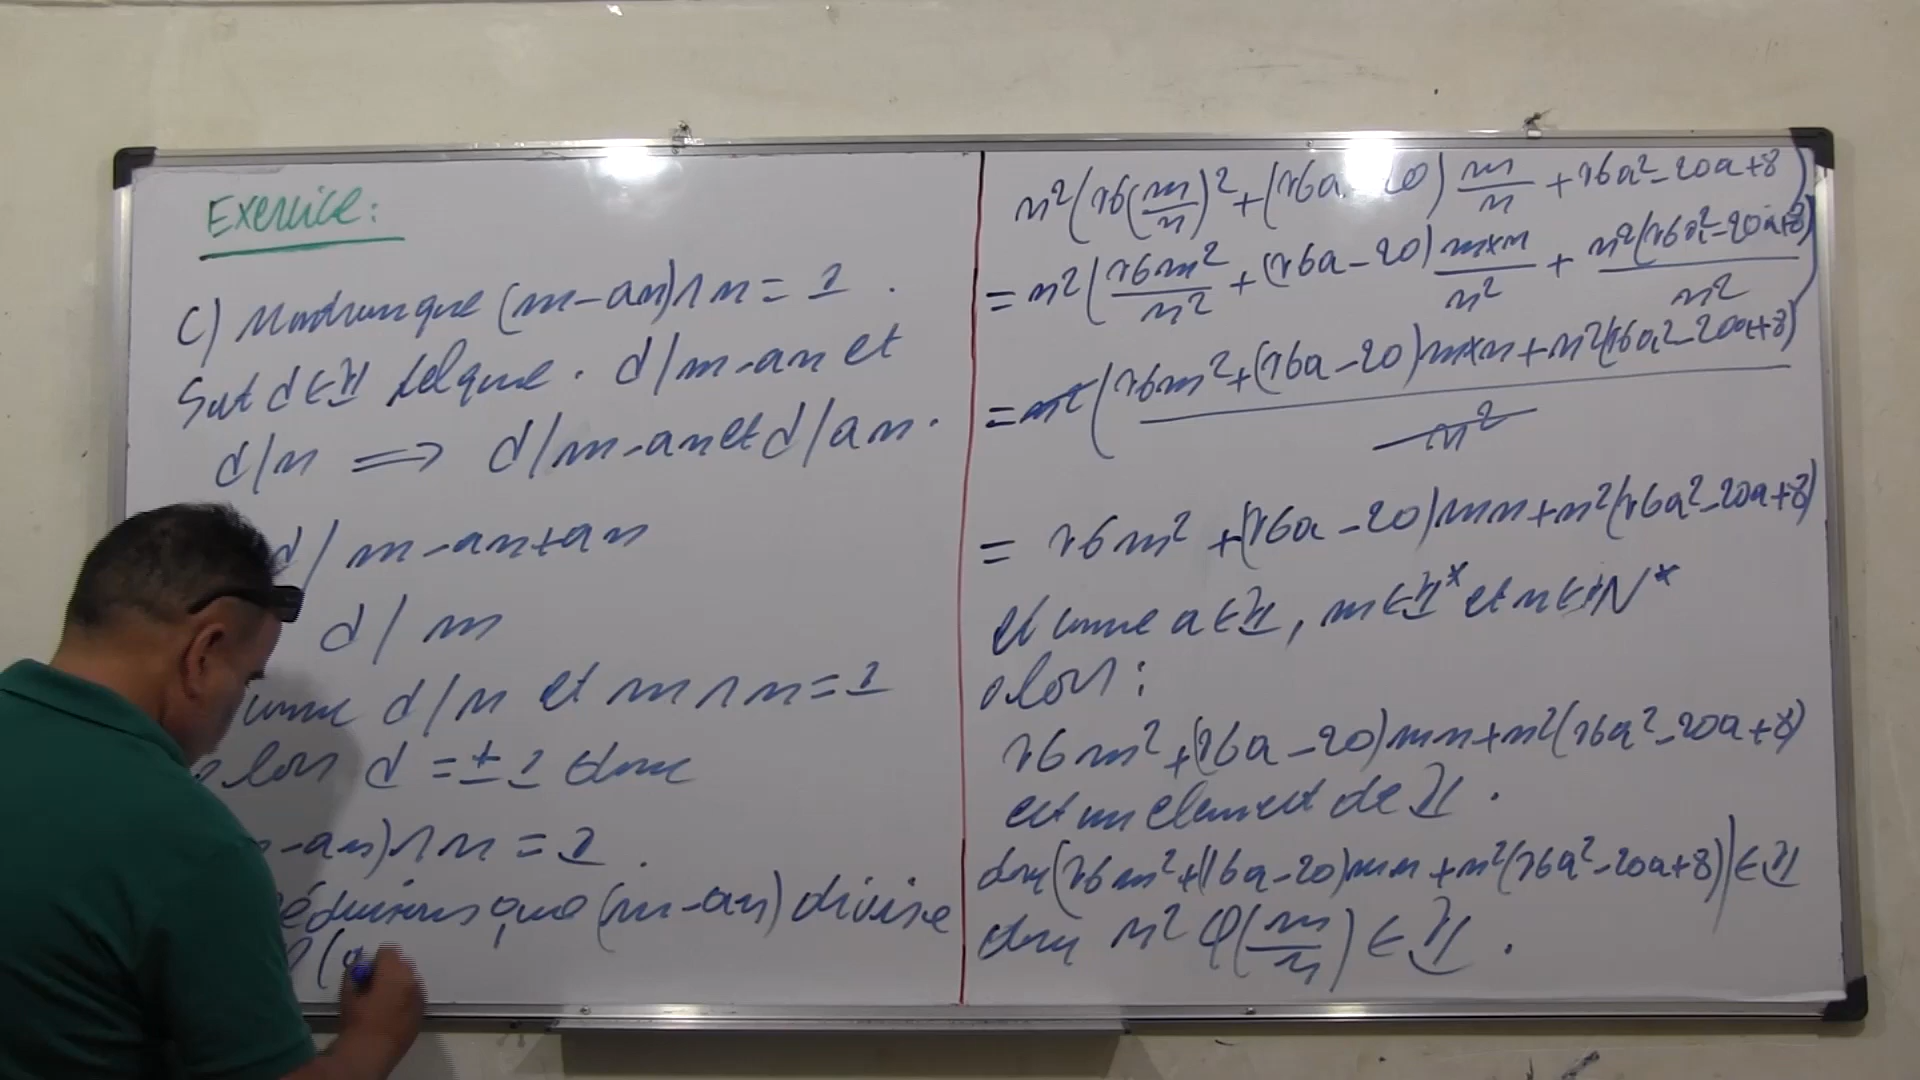 Exercice:
C) Montrons que (m-an)∧n = 1 .
Soit d∈ℤ tel que . d/m-an et
d/n ⟹ d/m-an et d/an .
d/m-an+an
d/m
comme d/n et m∧n=1
alors d = ±1 donc
-an)∧n = 1 .
éduisons que (m-an) divise
P(a
n²(16(m/n)²+(16a-20) m/n + 16a²-20a+8)
= n²(16m²/n² + (16a-20) m×n/n² + n²(16a²-20a+8)/n²)
= n²((16m²+(16a-20)m×n+n²(16a²-20a+8))/n²
= 16m² +(16a-20)mn+n²(16a²-20a+8)
et comme a∈ℤ, m∈ℤ* et n∈ℕ*
alors :
16m²+(16a-20)mn+n²(16a²-20a+8)
est un element de ℤ .
donc (16m²+(16a-20)mn+n²(16a²-20a+8))∈ℤ
donc n² φ(m/n) ∈ ℤ .